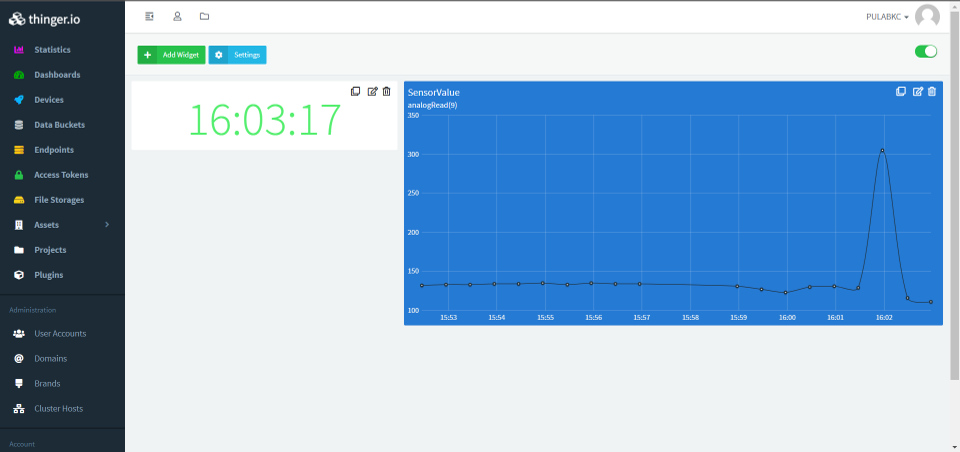 thinger.io
PULABKC
Statistics
Dashboards
Devices
Data Buckets
Endpoints
Access Tokens
File Storages
Assets
Projects
Plugins
Administration
User Accounts
Domains
Brands
Cluster Hosts
Account
Add Widget
Settings
16:03:17
SensorValue
analogRead(9)
350
300
250
200
150
100
15:53 15:54 15:55 15:56 15:57 15:58 15:59 16:00 16:01 16:02